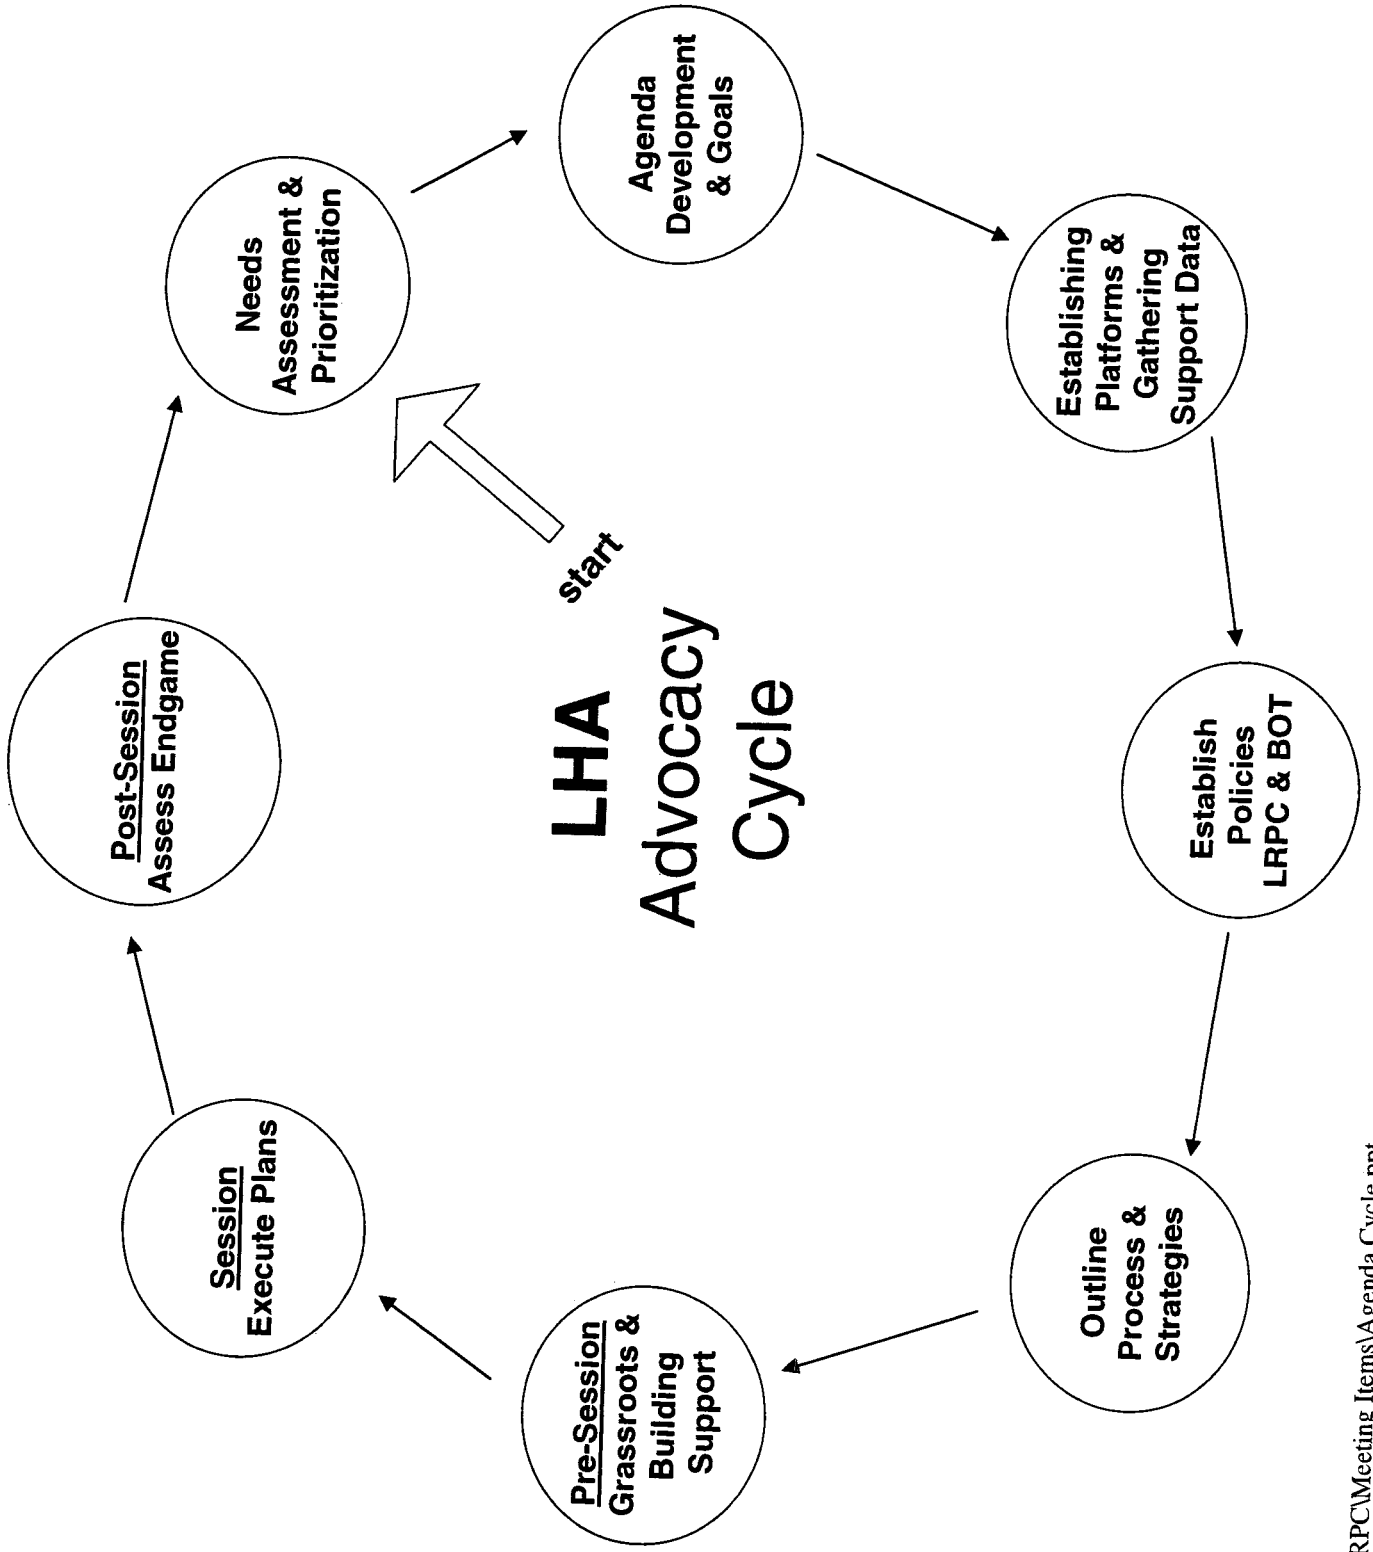 LHA
Advocacy
Cycle
start
Needs
Assessment &
Prioritization
Agenda
Development
& Goals
Establishing
Platforms &
Gathering
Support Data
Establish
Policies
LRPC & BOT
Outline
Process &
Strategies
Pre-Session
Grassroots &
Building
Support
Session
Execute Plans
Post-Session
Assess Endgame
RPC\Meeting Items\Agenda Cycle.ppt